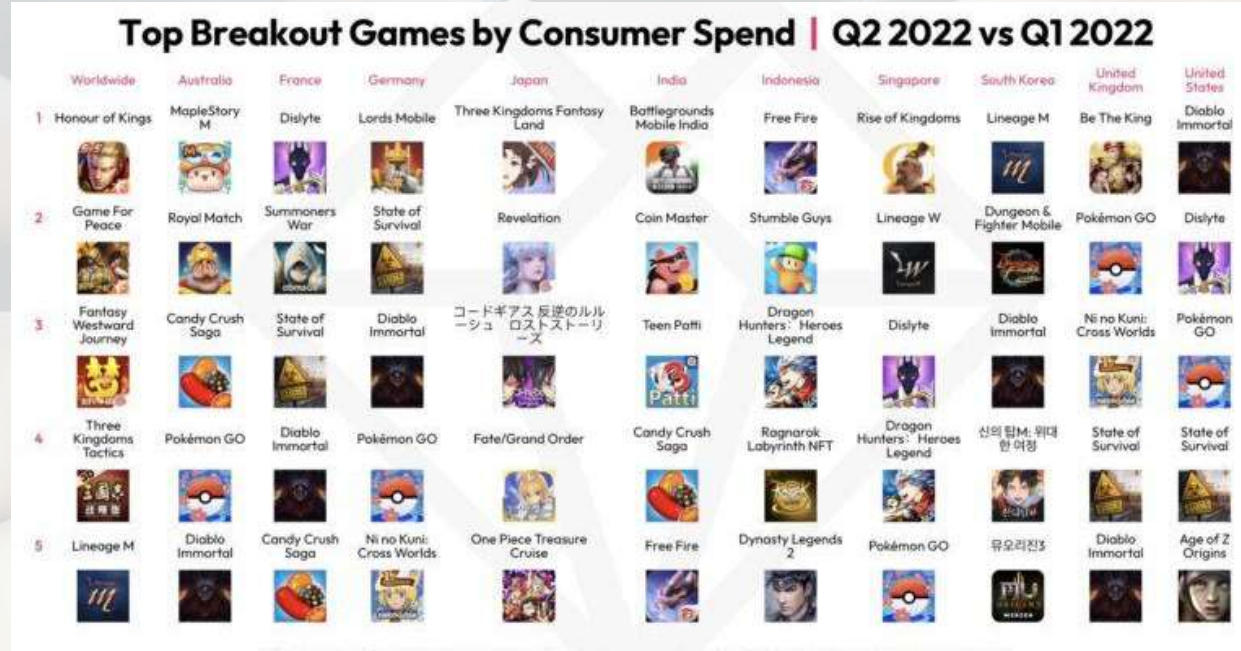 Top Breakout Games by Consumer Spend | Q2 2022 vs Q1 2022
Worldwide Australia France Germany Japan India Indonesia Singapore South Korea United Kingdom United States
1 Honour of Kings MapleStory M Dislyte Lords Mobile Three Kingdoms Fantasy Land Battlegrounds Mobile India Free Fire Rise of Kingdoms Lineage M Be The King Diablo Immortal
2 Game For Peace Royal Match Summoners War State of Survival Revelation Coin Master Stumble Guys Lineage W Dungeon & Fighter Mobile Pokémon GO Dislyte
3 Fantasy Westward Journey Candy Crush Saga State of Survival Diablo Immortal コードギアス 反逆のルルーシュ ロストストーリーズ Teen Patti Dragon Hunters: Heroes Legend Dislyte Diablo Immortal Ni no Kuni: Cross Worlds Pokémon GO
Patti
4 Three Kingdoms Tactics Pokémon GO Diablo Immortal Pokémon GO Fate/Grand Order Candy Crush Saga Ragnarok Labyrinth NFT Dragon Hunters: Heroes Legend 신의 탑M: 위대한 여정 State of Survival State of Survival
5 Lineage M Diablo Immortal Candy Crush Saga Ni no Kuni: Cross Worlds One Piece Treasure Cruise Free Fire Dynasty Legends 2 Pokémon GO 뮤오리진3 Diablo Immortal Age of Z Origins